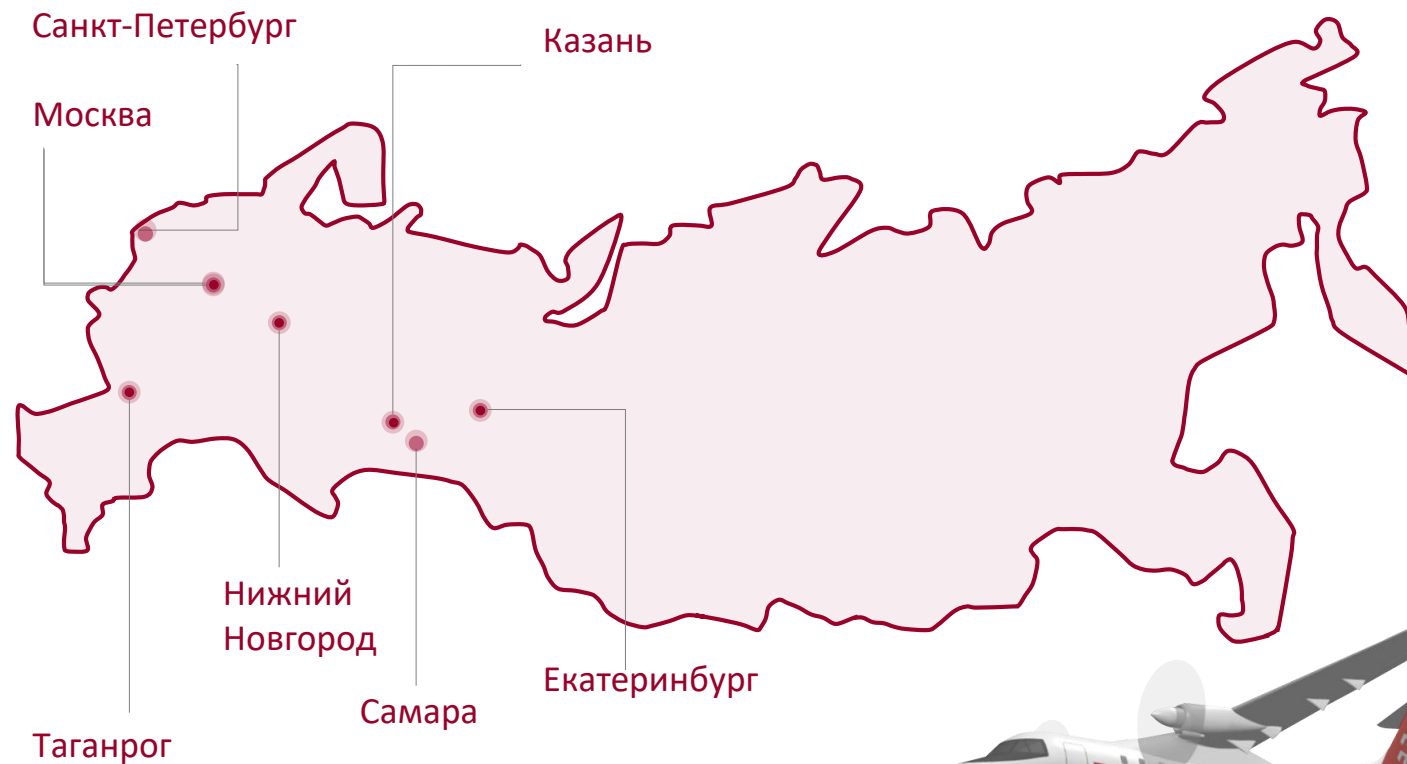 Санкт-Петербург
Казань
Москва
Нижний
Новгород
Екатеринбург
Самара
Таганрог